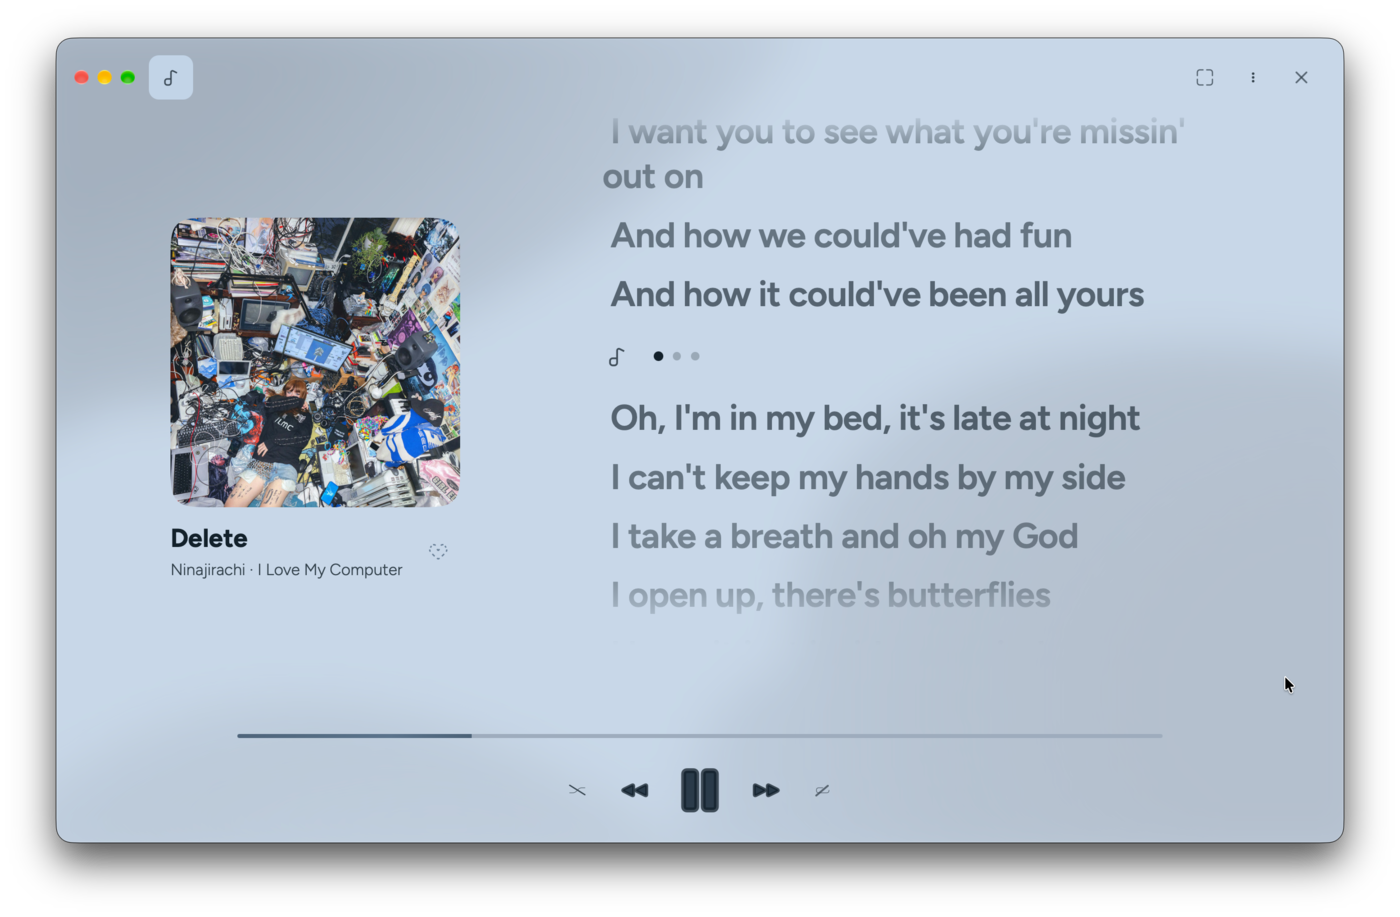 I want you to see what you're missin'
out on
And how we could've had fun
And how it could've been all yours
Oh, I'm in my bed, it's late at night
I can't keep my hands by my side
I take a breath and oh my God
I open up, there's butterflies
Delete
Ninajirachi · I Love My Computer